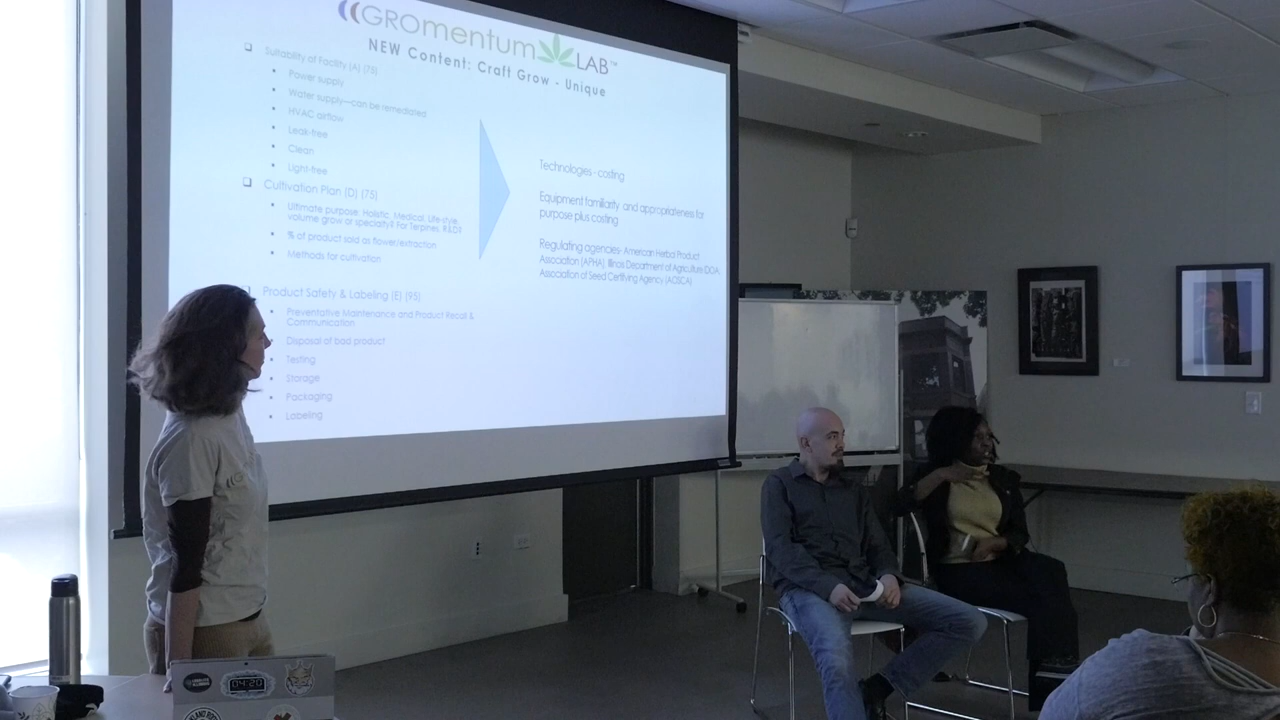 GROmentum LAB™
NEW Content: Craft Grow - Unique
Suitability of Facility (A) (75)
Power supply
Water supply—can be remediated
HVAC airflow
Leak-free
Clean
Light-free
Cultivation Plan (D) (75)
Ultimate purpose: Holistic, Medical, Life-style,
volume grow or specialty? For Terpines, R&D?
% of product sold as flower/extraction
Methods for cultivation
Product Safety & Labeling (E) (95)
Preventative Maintenance and Product Recall &
Communication
Disposal of bad product
Testing
Storage
Packaging
Labeling
Technologies - costing
Equipment familiarity and appropriateness for
purpose plus costing
Regulating agencies- American Herbal Product
Association (APHA); Illinois Department of Agriculture DOA;
Association of Seed Certifying Agency (AOSCA)
04:20